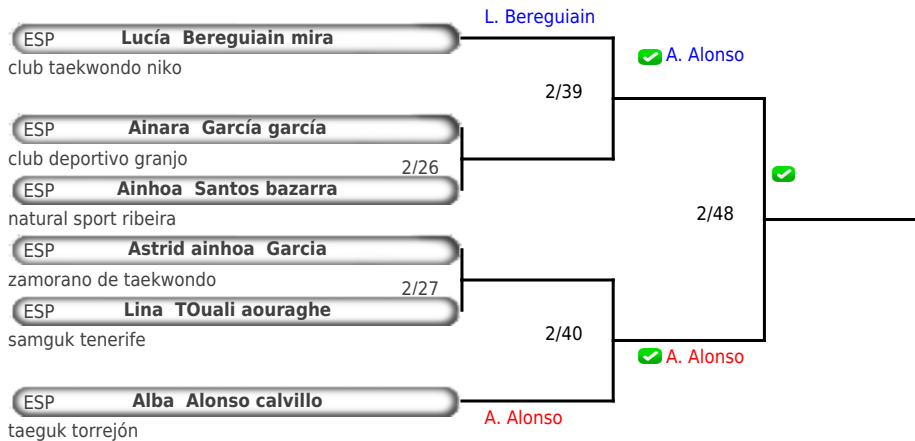 L. Bereguiain
ESP Lucía Bereguiain mira
A. Alonso
club taekwondo niko
2/39
ESP Ainara García garcía
club deportivo granjo
2/26
ESP Ainhoa Santos bazarra
natural sport ribeira
2/48
ESP Astrid ainhoa Garcia
zamorano de taekwondo
2/27
ESP Lina TOuali aouraghe
samguk tenerife
2/40
A. Alonso
ESP Alba Alonso calvillo
A. Alonso
taeguk torrejón